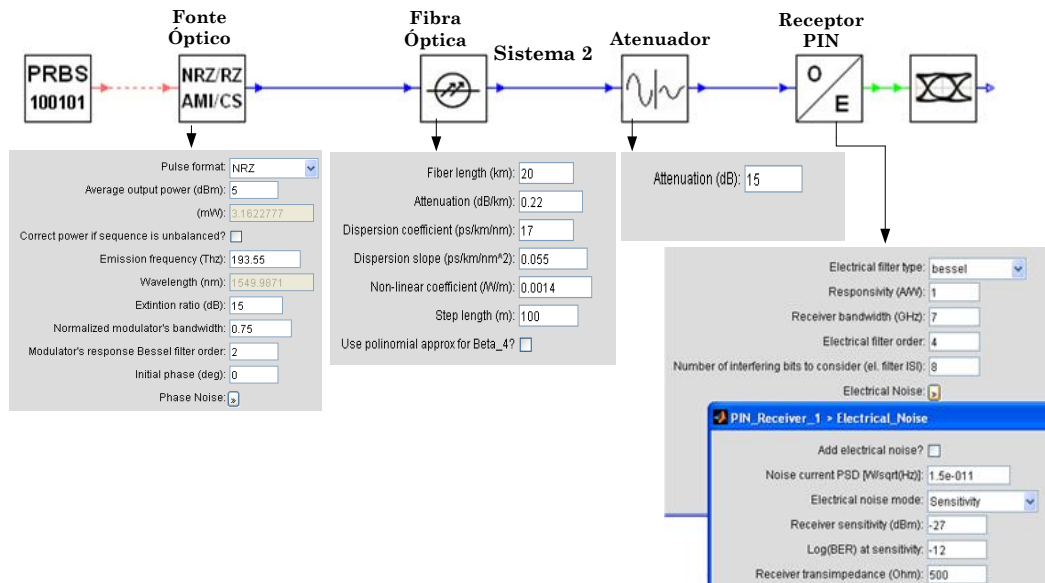 Fonte
Óptico
Fibra
Óptica
Sistema 2
Atenuador
Receptor
PIN
PRBS
100101
NRZ/RZ
AMI/CS
O
E
Pulse format: NRZ
Average output power (dBm): 5
(mW): 3.1622777
Correct power if sequence is unbalanced?
Emission frequency (Thz): 193.55
Wavelength (nm): 1549.9871
Extintion ratio (dB): 15
Normalized modulator's bandwidth: 0.75
Modulator's response Bessel filter order: 2
Initial phase (deg): 0
Phase Noise: »
Fiber length (km): 20
Attenuation (dB/km): 0.22
Dispersion coefficient (ps/km/nm): 17
Dispersion slope (ps/km/nm^2): 0.055
Non-linear coefficient (/W/m): 0.0014
Step length (m): 100
Use polinomial approx for Beta_4?
Attenuation (dB): 15
Electrical filter type: bessel
Responsivity (A/W): 1
Receiver bandwidth (GHz): 7
Electrical filter order: 4
Number of interfering bits to consider (el. filter ISI): 8
Electrical Noise: »
PIN_Receiver_1 > Electrical_Noise
Add electrical noise?
Noise current PSD [W/sqrt(Hz)]: 1.5e-011
Electrical noise mode: Sensitivity
Receiver sensitivity (dBm): -27
Log(BER) at sensitivity: -12
Receiver transimpedance (Ohm): 500